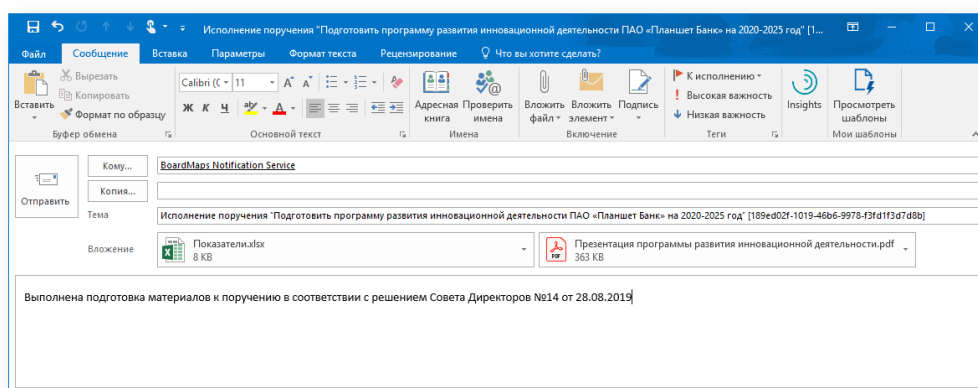 Исполнение поручения "Подготовить программу развития инновационной деятельности ПАО «Планшет Банк» на 2020-2025 год" [1...
Файл Сообщение Вставка Параметры Формат текста Рецензирование Что вы хотите сделать?
Вставить
Вырезать
Копировать
Формат по образцу
Буфер обмена
Calibri (С 11
Ж К Ч
Основной текст
Адресная книга
Проверить имена
Имена
Вложить файл
Вложить элемент
Подпись
Включение
К исполнению
Высокая важность
Низкая важность
Теги
Insights
Просмотреть шаблоны
Мои шаблоны
Отправить
Кому... BoardMaps Notification Service
Копия...
Тема Исполнение поручения "Подготовить программу развития инновационной деятельности ПАО «Планшет Банк» на 2020-2025 год" [189ed02f-1019-46b6-9978-f3fd1f3d7d8b]
Вложение
Показатели.xlsx
8 KB
Презентация программы развития инновационной деятельности.pdf
363 KB
Выполнена подготовка материалов к поручению в соответствии с решением Совета Директоров №14 от 28.08.2019